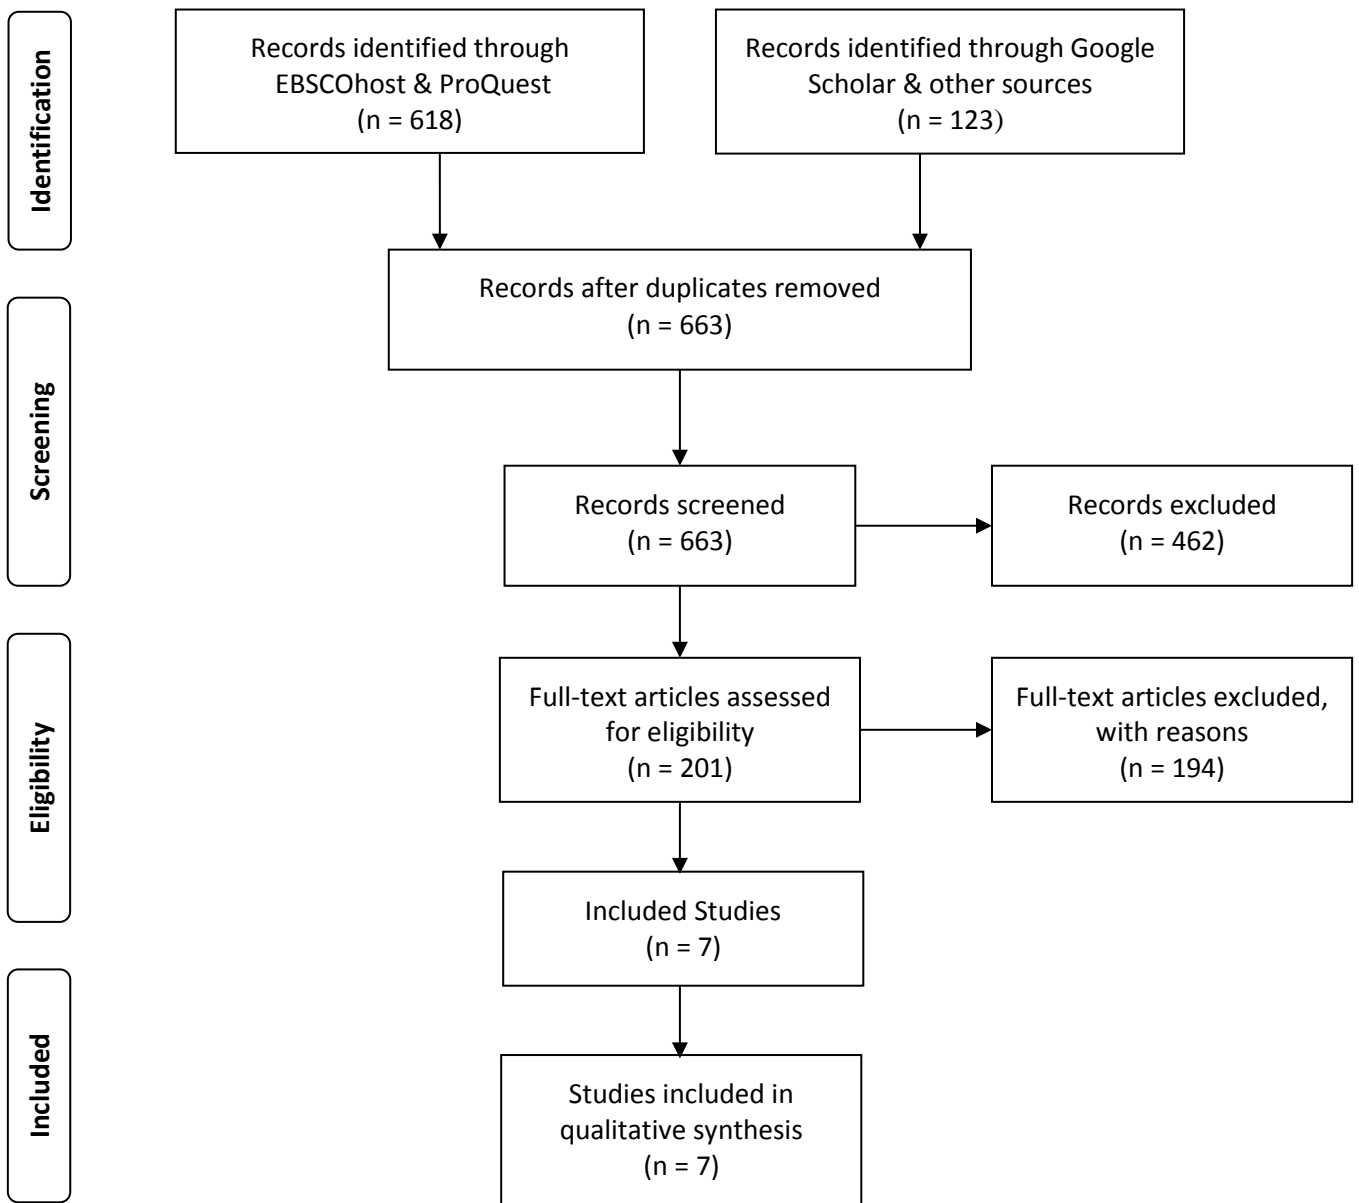 Identification
Records identified through
EBSCOhost & ProQuest
(n = 618)
Records identified through Google
Scholar & other sources
(n = 123)
Records after duplicates removed
(n = 663)
Screening
Records screened
(n = 663)
Records excluded
(n = 462)
Eligibility
Full-text articles assessed
for eligibility
(n = 201)
Full-text articles excluded,
with reasons
(n = 194)
Included Studies
(n = 7)
Included
Studies included in
qualitative synthesis
(n = 7)